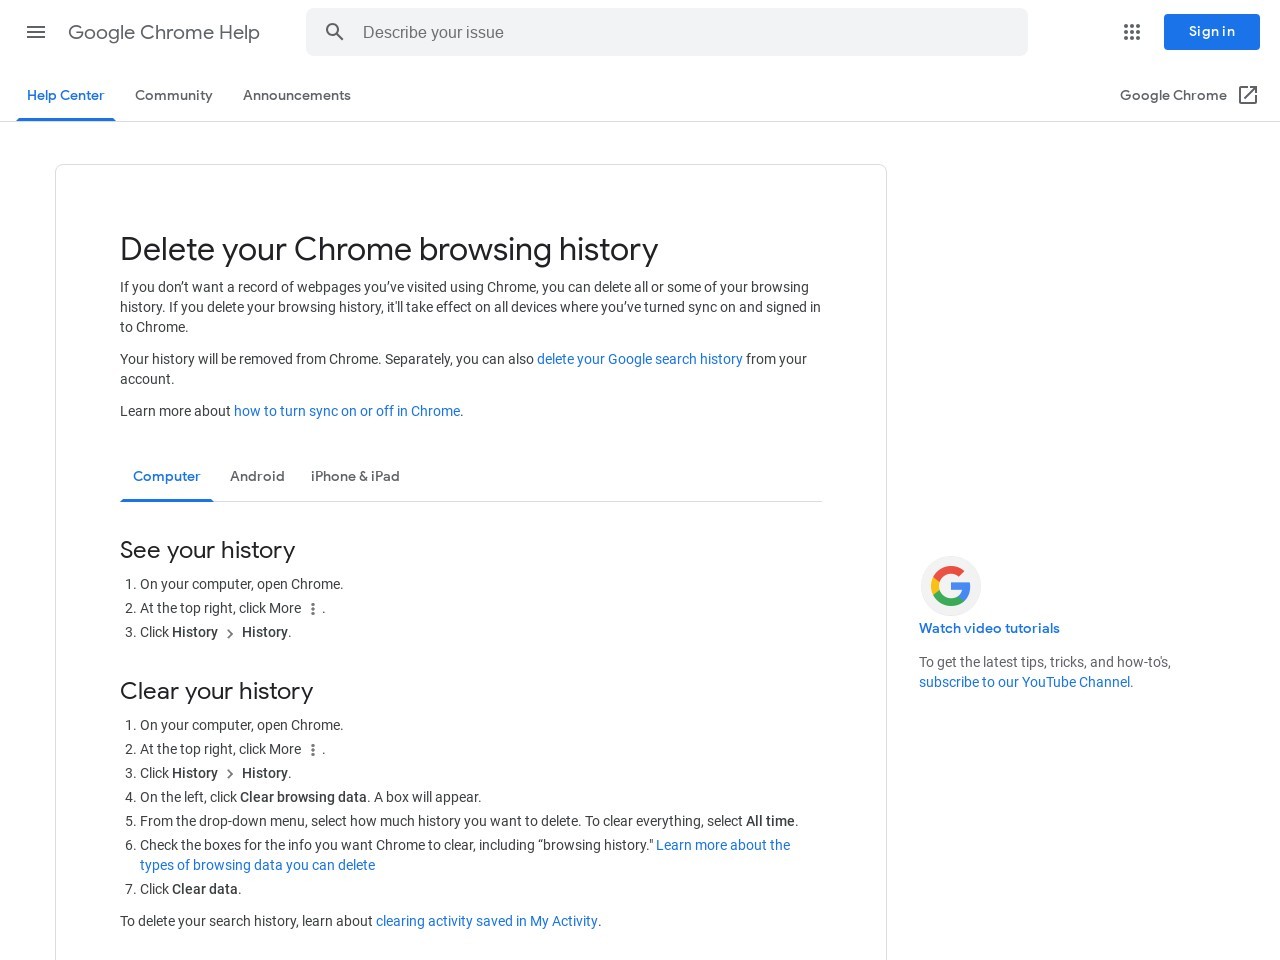 Google Chrome Help
Describe your issue
Sign in
Help Center
Community
Announcements
Google Chrome
Delete your Chrome browsing history
If you don’t want a record of webpages you’ve visited using Chrome, you can delete all or some of your browsing
history. If you delete your browsing history, it'll take effect on all devices where you’ve turned sync on and signed in
to Chrome.
Your history will be removed from Chrome. Separately, you can also delete your Google search history from your
account.
Learn more about how to turn sync on or off in Chrome.
Computer
Android
iPhone & iPad
See your history
1. On your computer, open Chrome.
2. At the top right, click More .
3. Click History > History.
Clear your history
1. On your computer, open Chrome.
2. At the top right, click More .
3. Click History > History.
4. On the left, click Clear browsing data. A box will appear.
5. From the drop-down menu, select how much history you want to delete. To clear everything, select All time.
6. Check the boxes for the info you want Chrome to clear, including “browsing history." Learn more about the
types of browsing data you can delete
7. Click Clear data.
To delete your search history, learn about clearing activity saved in My Activity.
Watch video tutorials
To get the latest tips, tricks, and how-to's,
subscribe to our YouTube Channel.